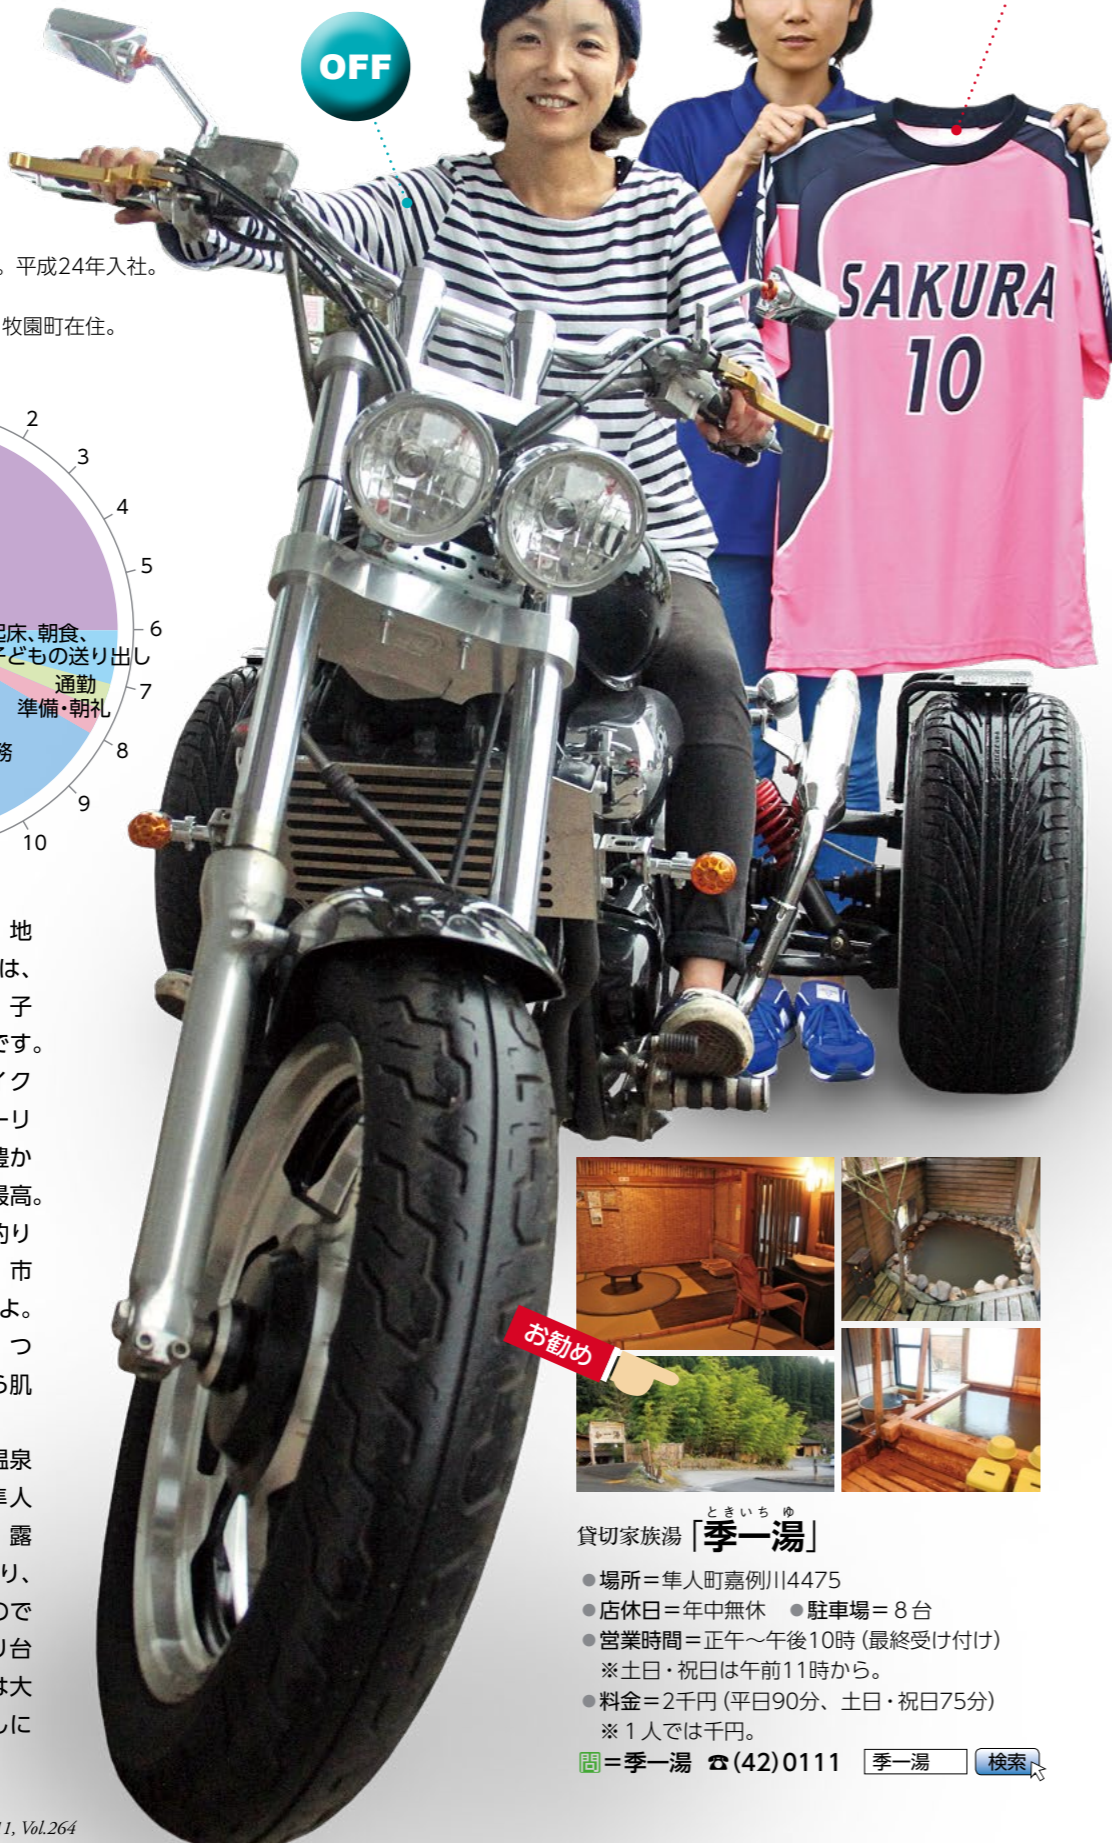 OFF
SAKURA
10
。平成24年入社。
牧園町在住。
2
3
4
5
6
起床、朝食、
子どもの送り出し
通勤
7
準備・朝礼
務
8
9
10
地
は、
子
です。
イク
ーリ
豊か
最高。
釣り
市
よ。
つ
ら肌
温泉
隼人
露
り、
ので
り台
は大
しに
お勧め
ときいち ゆ
貸切家族湯「季一湯」
●場所=隼人町嘉例川4475
●店休日=年中無休 ●駐車場=8台
●営業時間=正午～午後10時(最終受け付け)
※土日・祝日は午前11時から。
●料金=2千円(平日90分、土日・祝日75分)
※1人では千円。
問=季一湯 ☎(42)0111 季一湯 検索
1, Vol.264